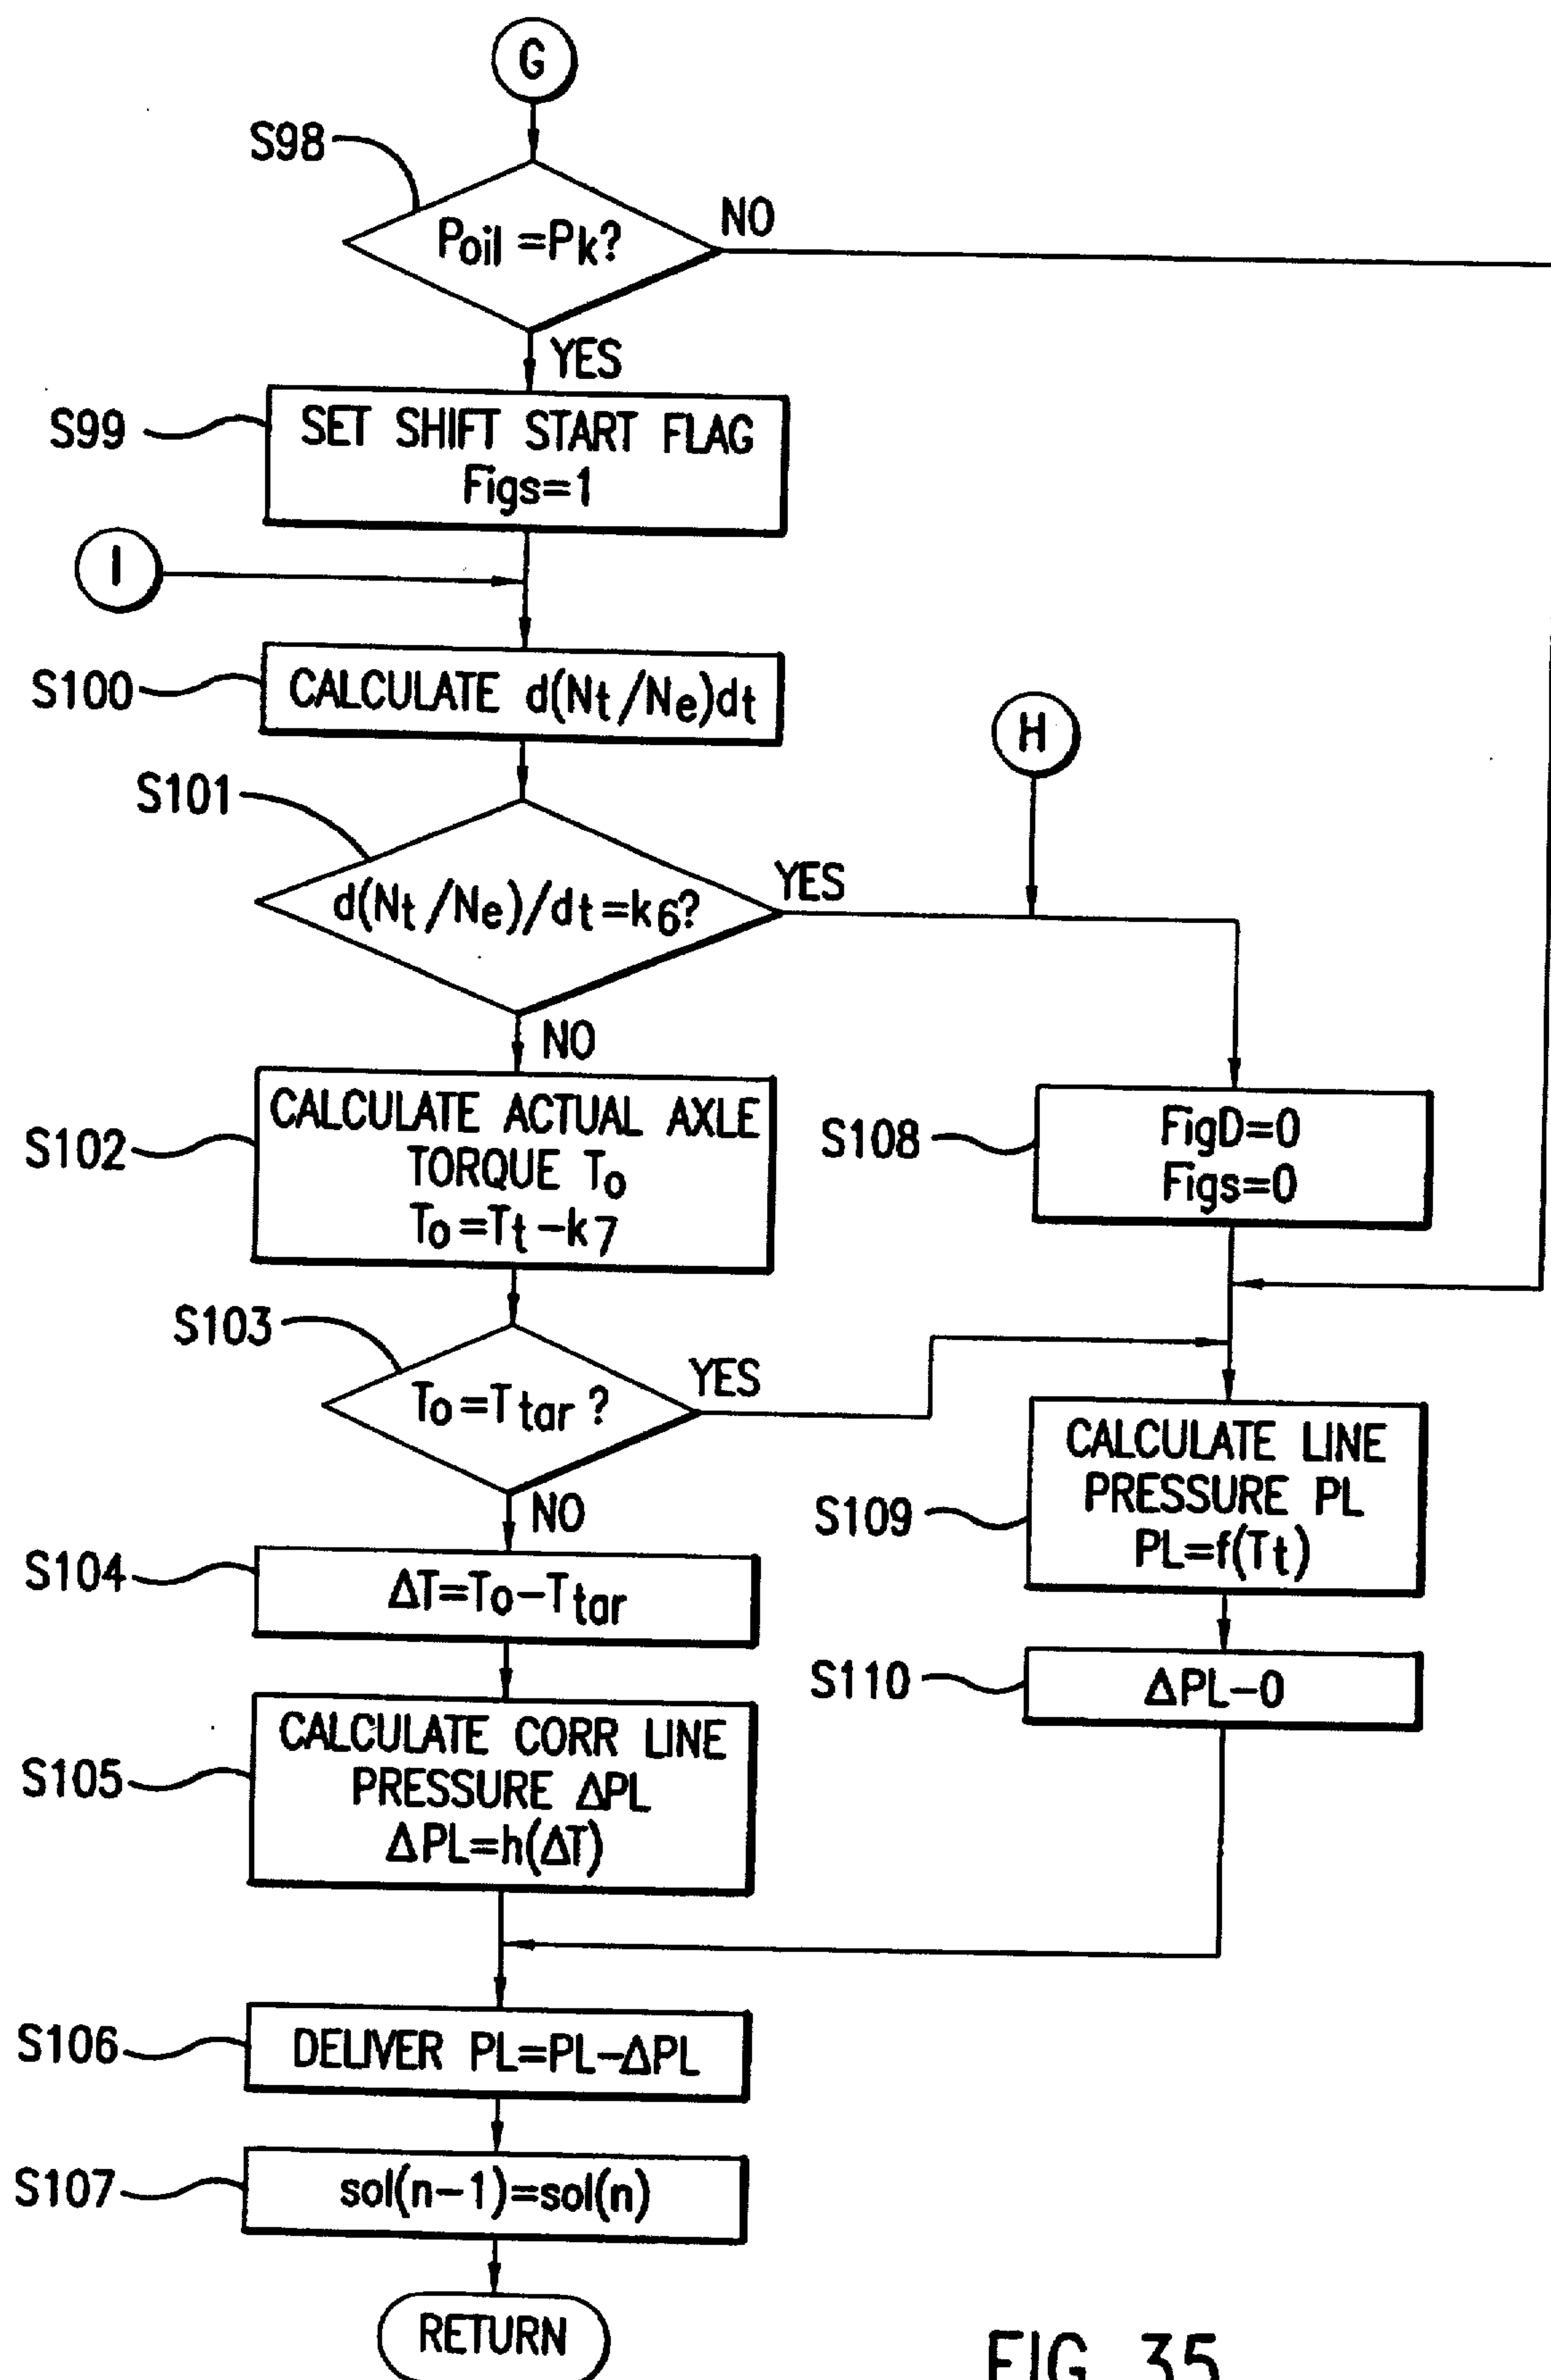 G
S98
Poil =Pk?
NO
YES
S99
SET SHIFT START FLAG
Figs=1
I
S100
CALCULATE d(Nt/Ne)dt
H
S101
d(Nt/Ne)/dt=k6?
YES
NO
S102
CALCULATE ACTUAL AXLE
TORQUE To
To=Tt-k7
S108
FigD=0
Figs=0
S103
To=Ttar ?
YES
NO
S109
CALCULATE LINE
PRESSURE PL
PL=f(Tt)
S104
ΔT=To-Ttar
S110
ΔPL-0
S105
CALCULATE CORR LINE
PRESSURE ΔPL
ΔPL=h(ΔT)
S106
DELIVER PL=PL-ΔPL
S107
sol(n-1)=sol(n)
RETURN
FIG. 35